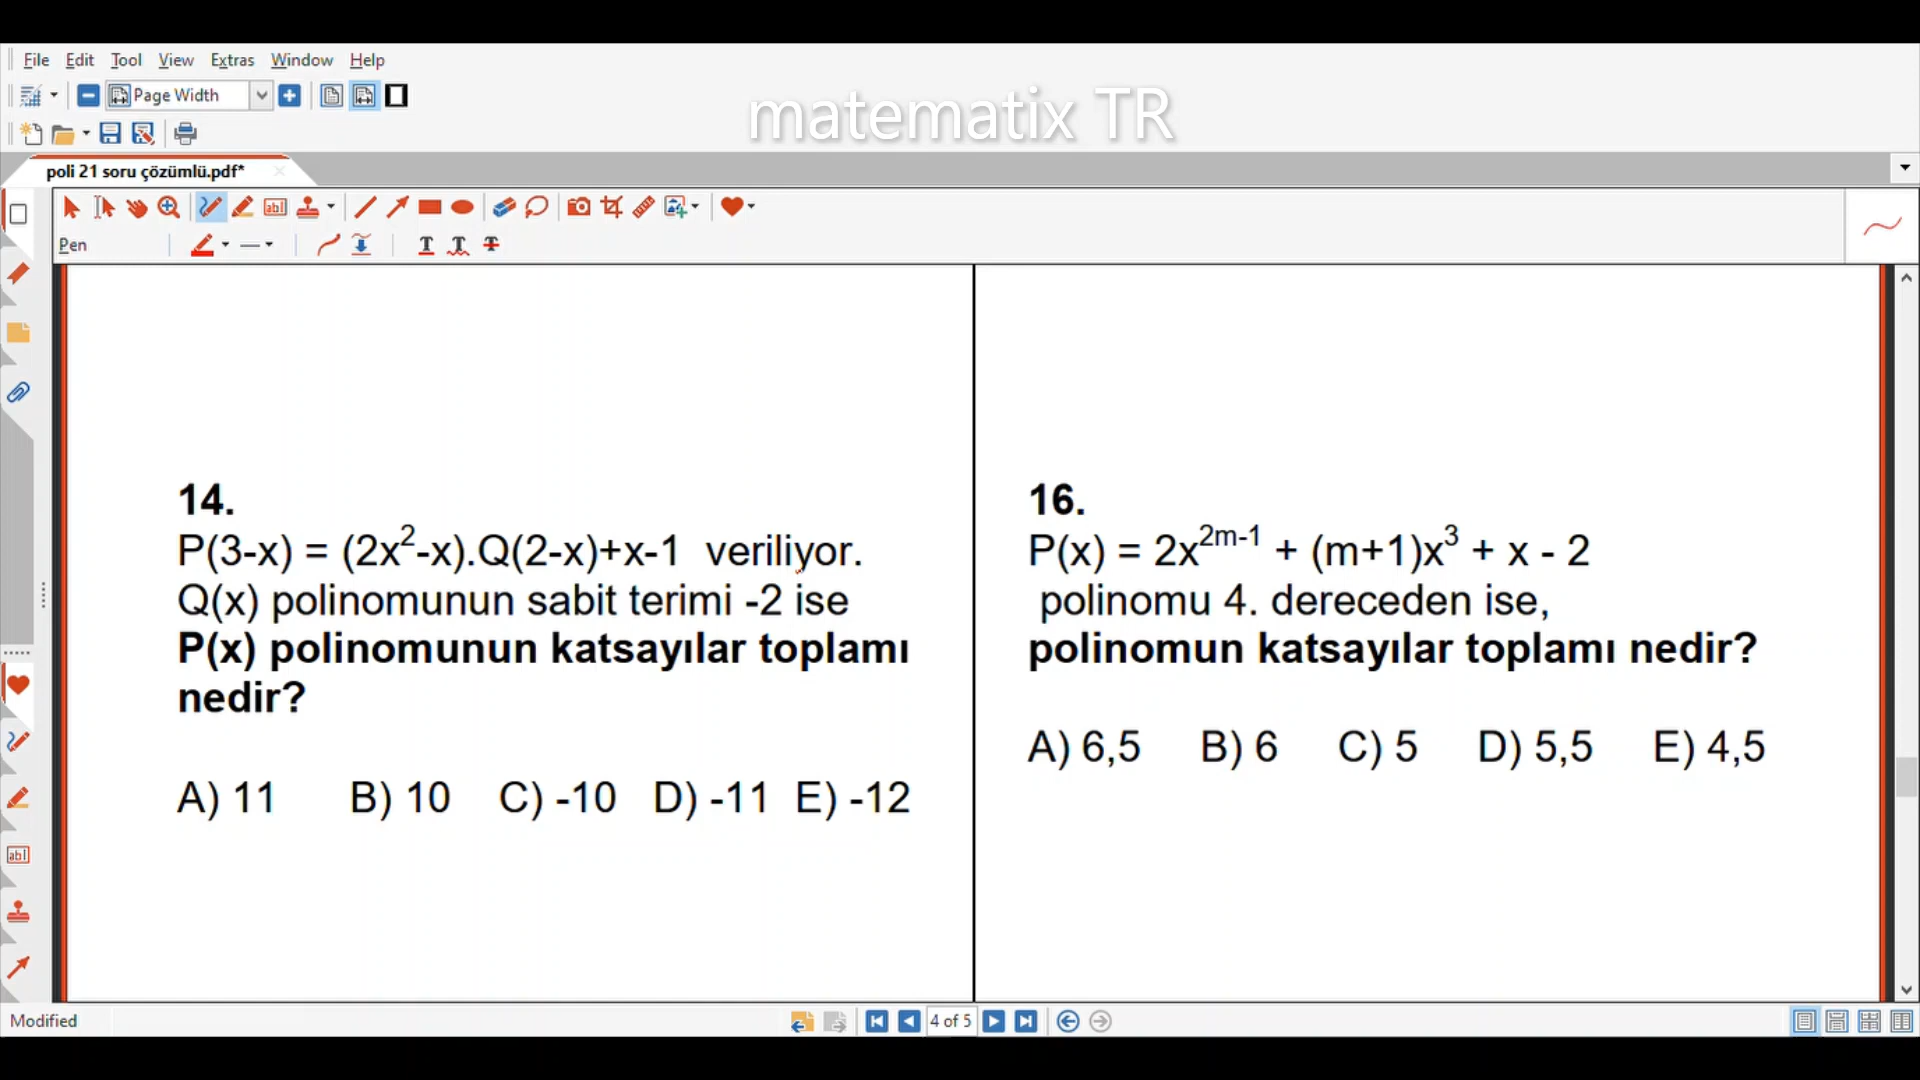 File Edit Tool View Extras Window Help
Page Width
matematix TR
poli 21 soru çözümlü.pdf*
Pen
14.
P(3-x) = (2x²-x).Q(2-x)+x-1 veriliyor.
Q(x) polinomunun sabit terimi -2 ise
P(x) polinomunun katsayılar toplamı
nedir?
A) 11 B) 10 C) -10 D) -11 E) -12
16.
P(x) = 2x^{2m-1} + (m+1)x³ + x - 2
polinomu 4. dereceden ise,
polinomun katsayılar toplamı nedir?
A) 6,5 B) 6 C) 5 D) 5,5 E) 4,5
Modified
4 of 5